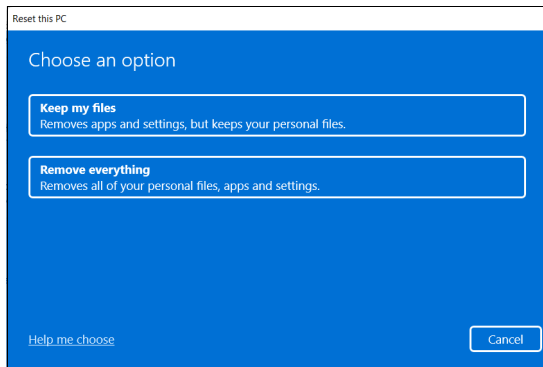 Reset this PC
Choose an option
Keep my files
Removes apps and settings, but keeps your personal files.
Remove everything
Removes all of your personal files, apps and settings.
Help me choose
Cancel